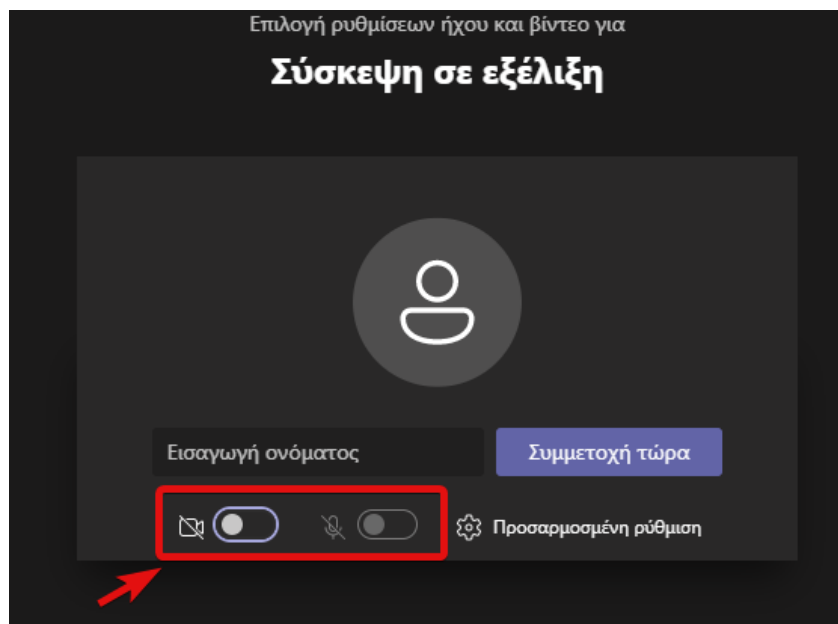 Επιλογή ρυθμίσεων ήχου και βίντεο για
Σύσκεψη σε εξέλιξη
Εισαγωγή ονόματος
Συμμετοχή τώρα
Προσαρμοσμένη ρύθμιση